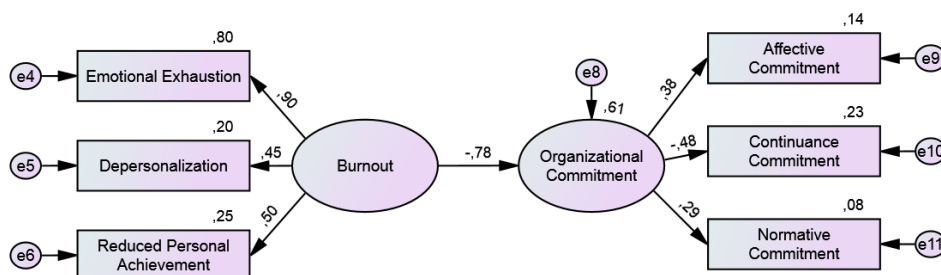 ,80
e4
Emotional Exhaustion
,90
,20
e5
Depersonalization
,45
,25
e6
Reduced Personal
Achievement
,50
Burnout
-,78
e8
,61
Organizational
Commitment
,38
,14
Affective
Commitment
e9
-,48
,23
Continuance
Commitment
e10
,29
,08
Normative
Commitment
e11